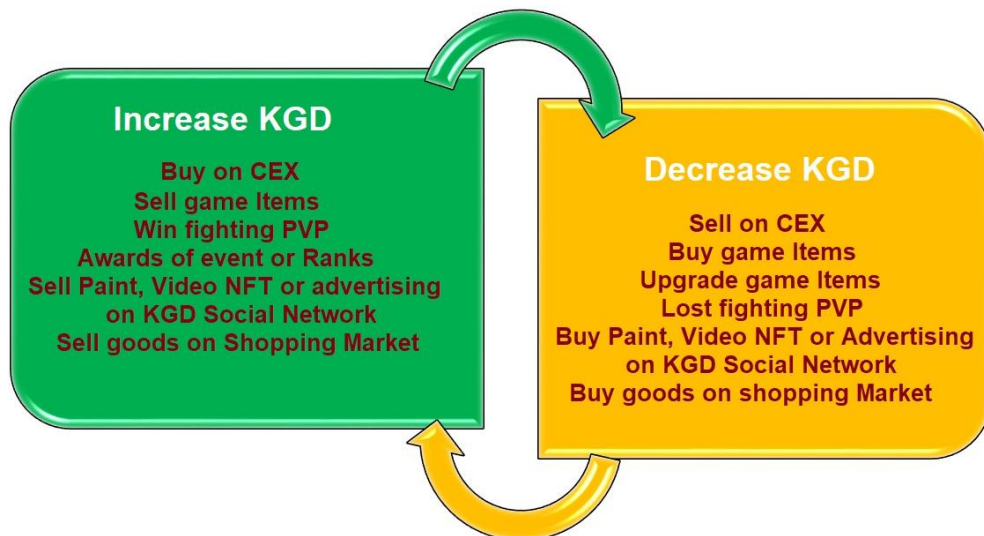 Increase KGD
Buy on CEX
Sell game Items
Win fighting PVP
Awards of event or Ranks
Sell Paint, Video NFT or advertising
on KGD Social Network
Sell goods on Shopping Market
Decrease KGD
Sell on CEX
Buy game Items
Upgrade game Items
Lost fighting PVP
Buy Paint, Video NFT or Advertising
on KGD Social Network
Buy goods on shopping Market